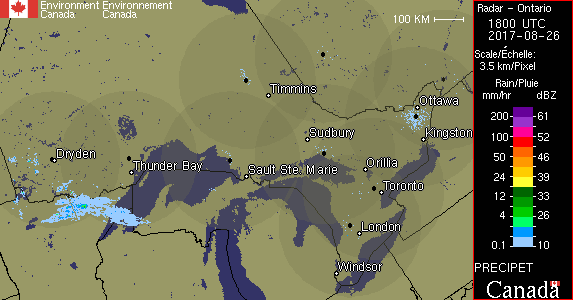 Environment Environnement
Canada Canada
Radar - Ontario
1800 UTC
2017-08-26
100 KM
Scale/Échelle:
3.5 km/Pixel
Rain/Pluie
mm/hr dBZ
200 61
100 52
50 46
24 39
12 33
4 26
0.1 10
PRECIPET
Canada
Timmins
Ottawa
Sudbury
Kingston
Dryden
Thunder Bay
Sault Ste. Marie
Orillia
Toronto
London
Windsor